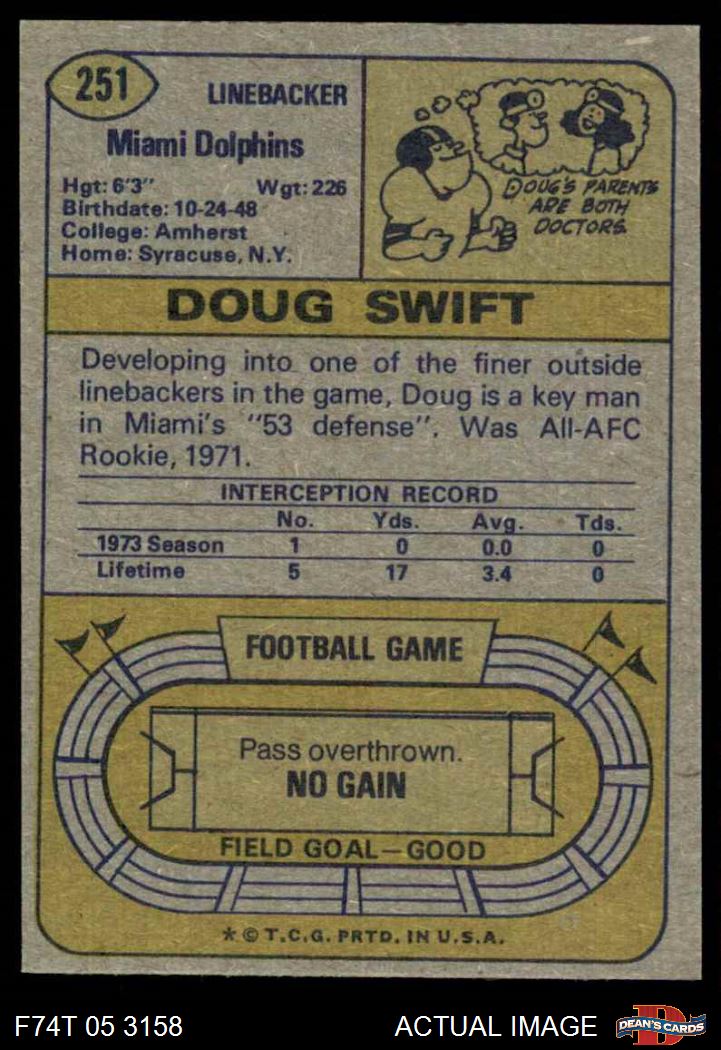 251
LINEBACKER
Miami Dolphins
Hgt: 6'3" Wgt: 226
Birthdate: 10-24-48
College: Amherst
Home: Syracuse, N.Y.
DOUG'S PARENTS
ARE BOTH
DOCTORS.
DOUG SWIFT
Developing into one of the finer outside
linebackers in the game, Doug is a key man
in Miami's "53 defense". Was All-AFC
Rookie, 1971.
INTERCEPTION RECORD
No. Yds. Avg. Tds.
1973 Season 1 0 0.0 0
Lifetime 5 17 3.4 0
FOOTBALL GAME
Pass overthrown.
NO GAIN
FIELD GOAL—GOOD
* © T.C.G. PRTD. IN U.S.A.
F74T 05 3158
ACTUAL IMAGE
D
DEAN'S CARDS